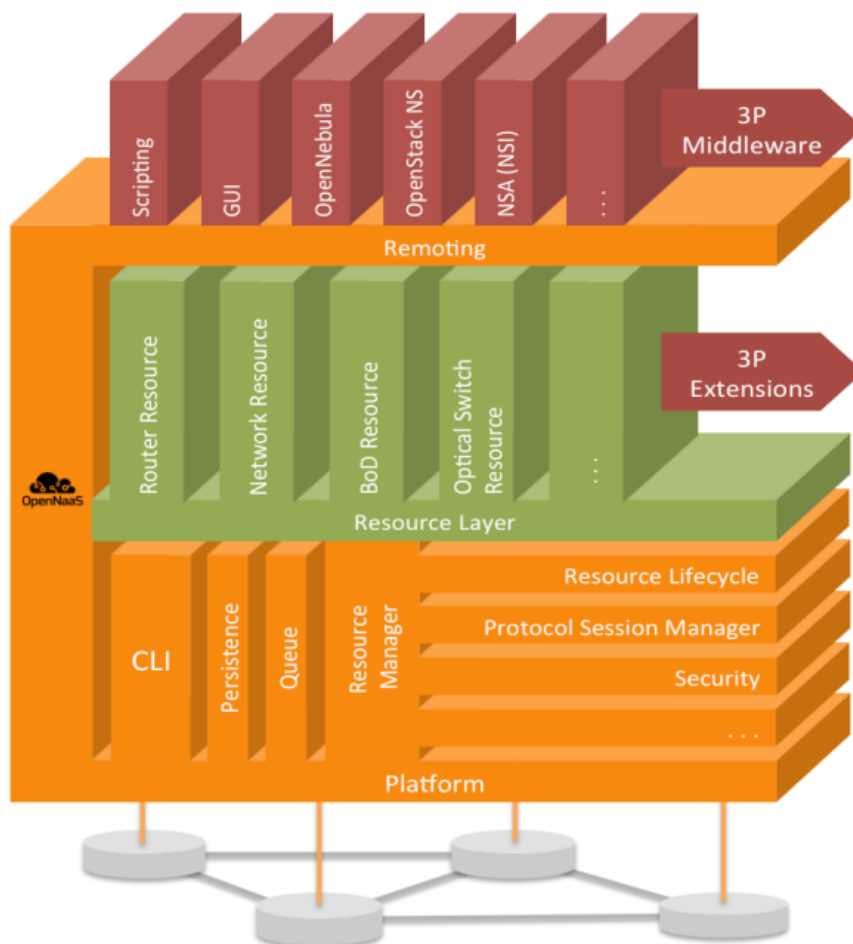 Scripting
GUI
OpenNebula
OpenStack NS
NSA (NSI)
...
3P
Middleware
Remoting
Router Resource
Network Resource
BoD Resource
Optical Switch
Resource
...
3P
Extensions
OpenNaaS
Resource Layer
CLI
Persistence
Queue
Resource
Manager
Resource Lifecycle
Protocol Session Manager
Security
...
Platform